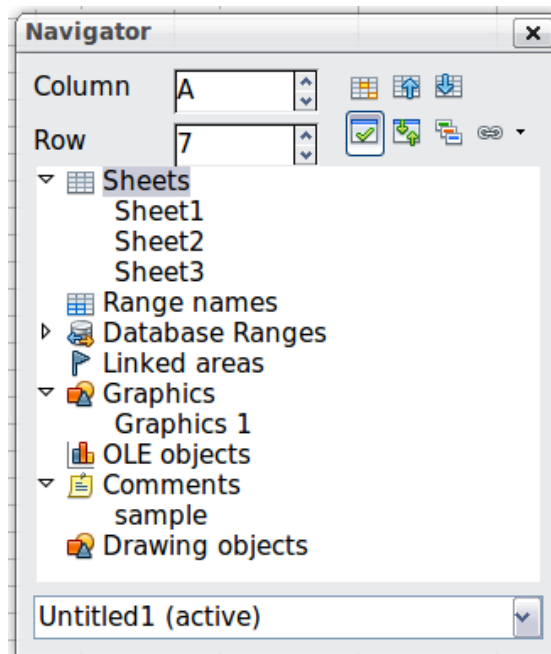 Navigator
Column A
Row 7
Sheets
Sheet1
Sheet2
Sheet3
Range names
Database Ranges
Linked areas
Graphics
Graphics 1
OLE objects
Comments
sample
Drawing objects
Untitled1 (active)